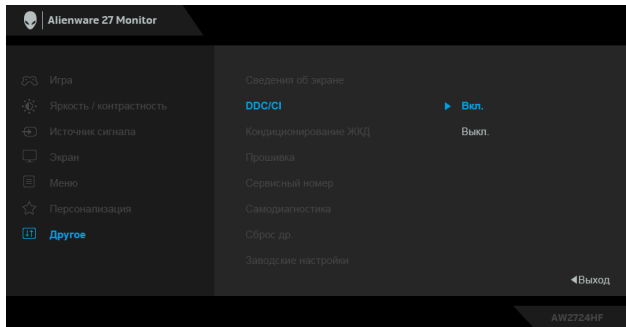 Alienware 27 Monitor
Игра
Яркость / контрастность
Источник сигнала
Экран
Меню
Персонализация
Другое
Сведения об экране
DDC/CI
Вкл.
Выкл.
Кондиционирование ЖКД
Прошивка
Сервисный номер
Самодиагностика
Сброс др.
Заводские настройки
Выход
AW2724HF